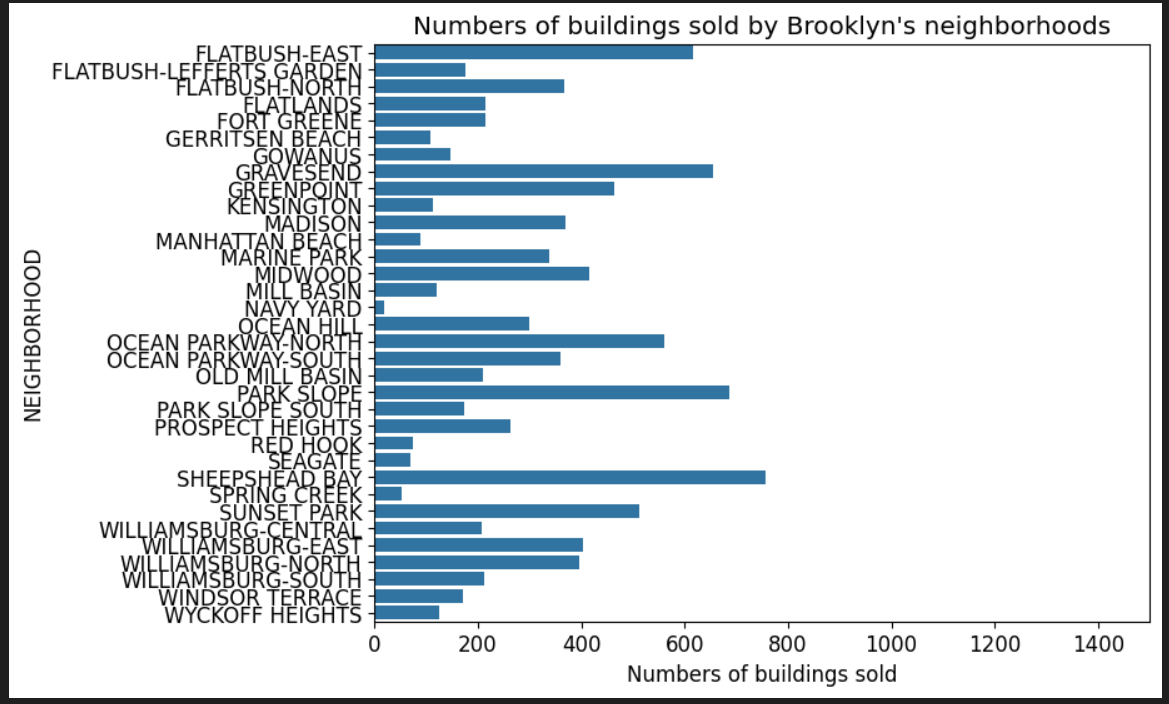 Numbers of buildings sold by Brooklyn's neighborhoods
NEIGHBORHOOD
FLATBUSH-EAST
FLATBUSH-LEFFERTS GARDEN
FLATBUSH-NORTH
FLATLANDS
FORT GREENE
GERRITSEN BEACH
GOWANUS
GRAVESEND
GREENPOINT
KENSINGTON
MADISON
MANHATTAN BEACH
MARINE PARK
MIDWOOD
MILL BASIN
NAVY YARD
OCEAN HILL
OCEAN PARKWAY-NORTH
OCEAN PARKWAY-SOUTH
OLD MILL BASIN
PARK SLOPE
PARK SLOPE SOUTH
PROSPECT HEIGHTS
RED HOOK
SEAGATE
SHEEPSHEAD BAY
SPRING CREEK
SUNSET PARK
WILLIAMSBURG-CENTRAL
WILLIAMSBURG-EAST
WILLIAMSBURG-NORTH
WILLIAMSBURG-SOUTH
WINDSOR TERRACE
WYCKOFF HEIGHTS
0 200 400 600 800 1000 1200 1400
Numbers of buildings sold